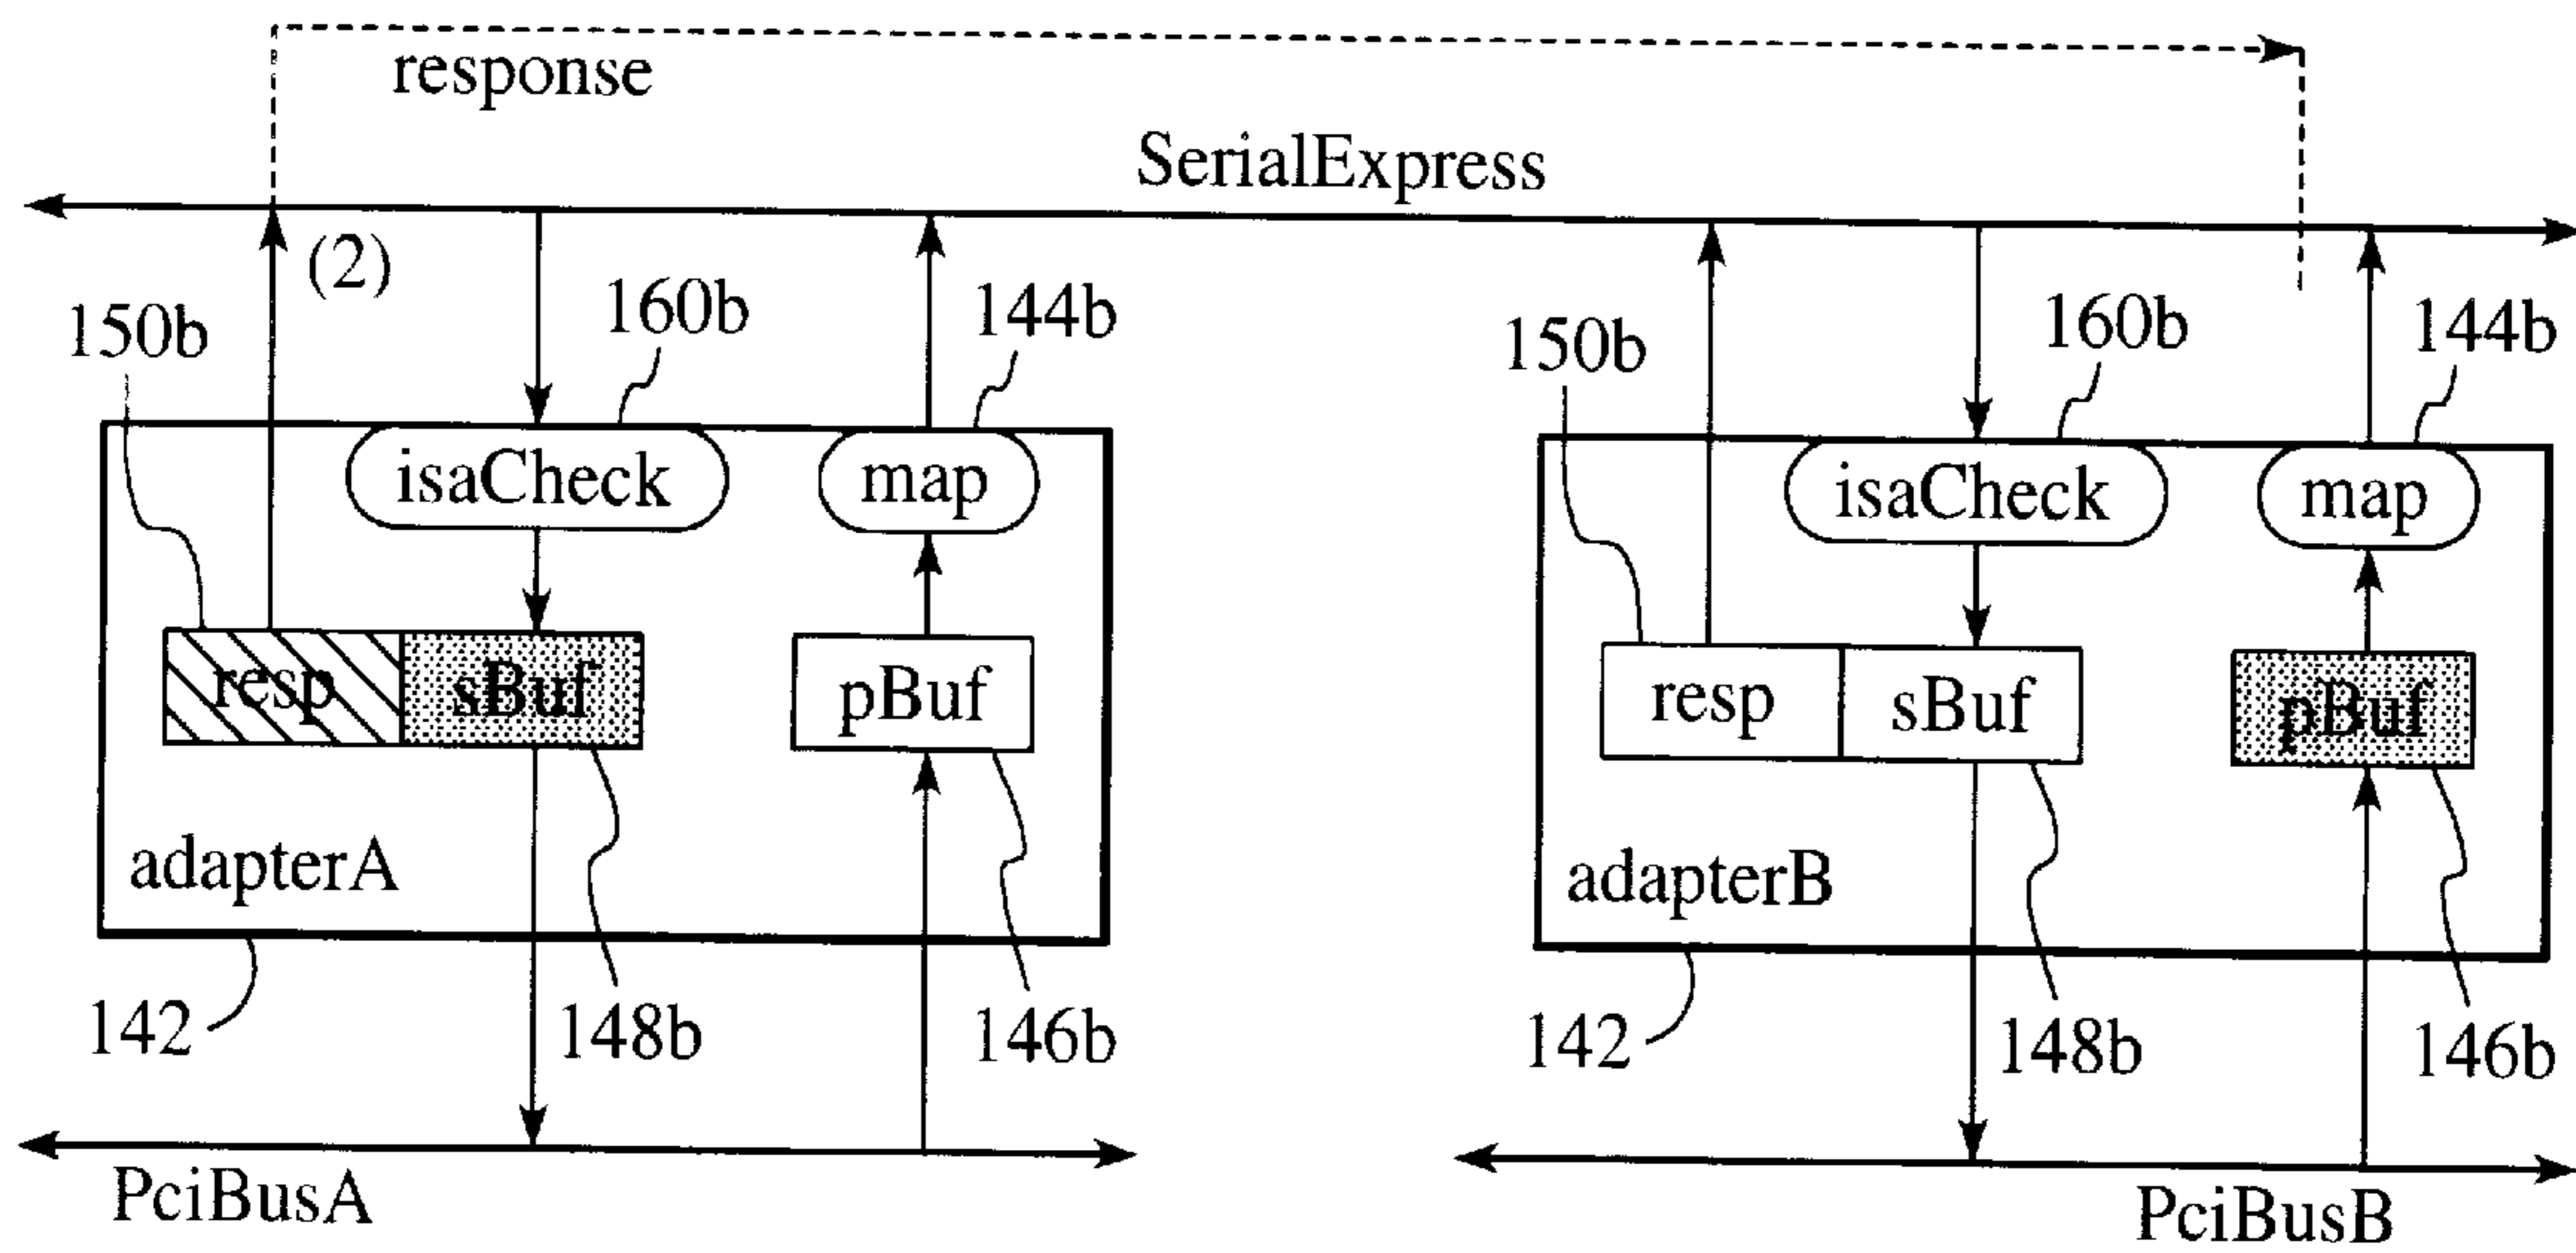 response
SerialExpress
(2)
150b
160b
144b
150b
160b
144b
isaCheck
map
isaCheck
map
resp
sBuf
pBuf
resp
sBuf
pBuf
adapterA
adapterB
142
148b
146b
142
148b
146b
PciBusA
PciBusB